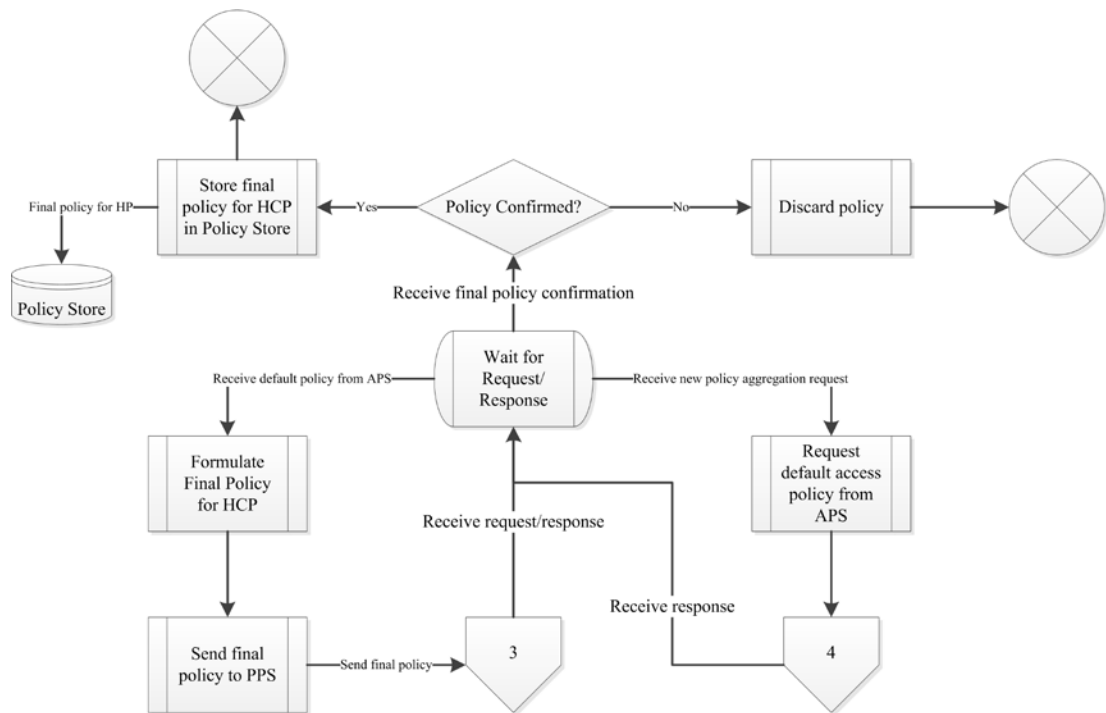 Store final
policy for HCP
in Policy Store
Final policy for HP
Policy Store
Yes
Policy Confirmed?
No
Discard policy
Receive final policy confirmation
Wait for
Request/
Response
Receive default policy from APS
Receive new policy aggregation request
Formulate
Final Policy
for HCP
Request
default access
policy from
APS
Receive request/response
Receive response
Send final
policy to PPS
Send final policy
3
4